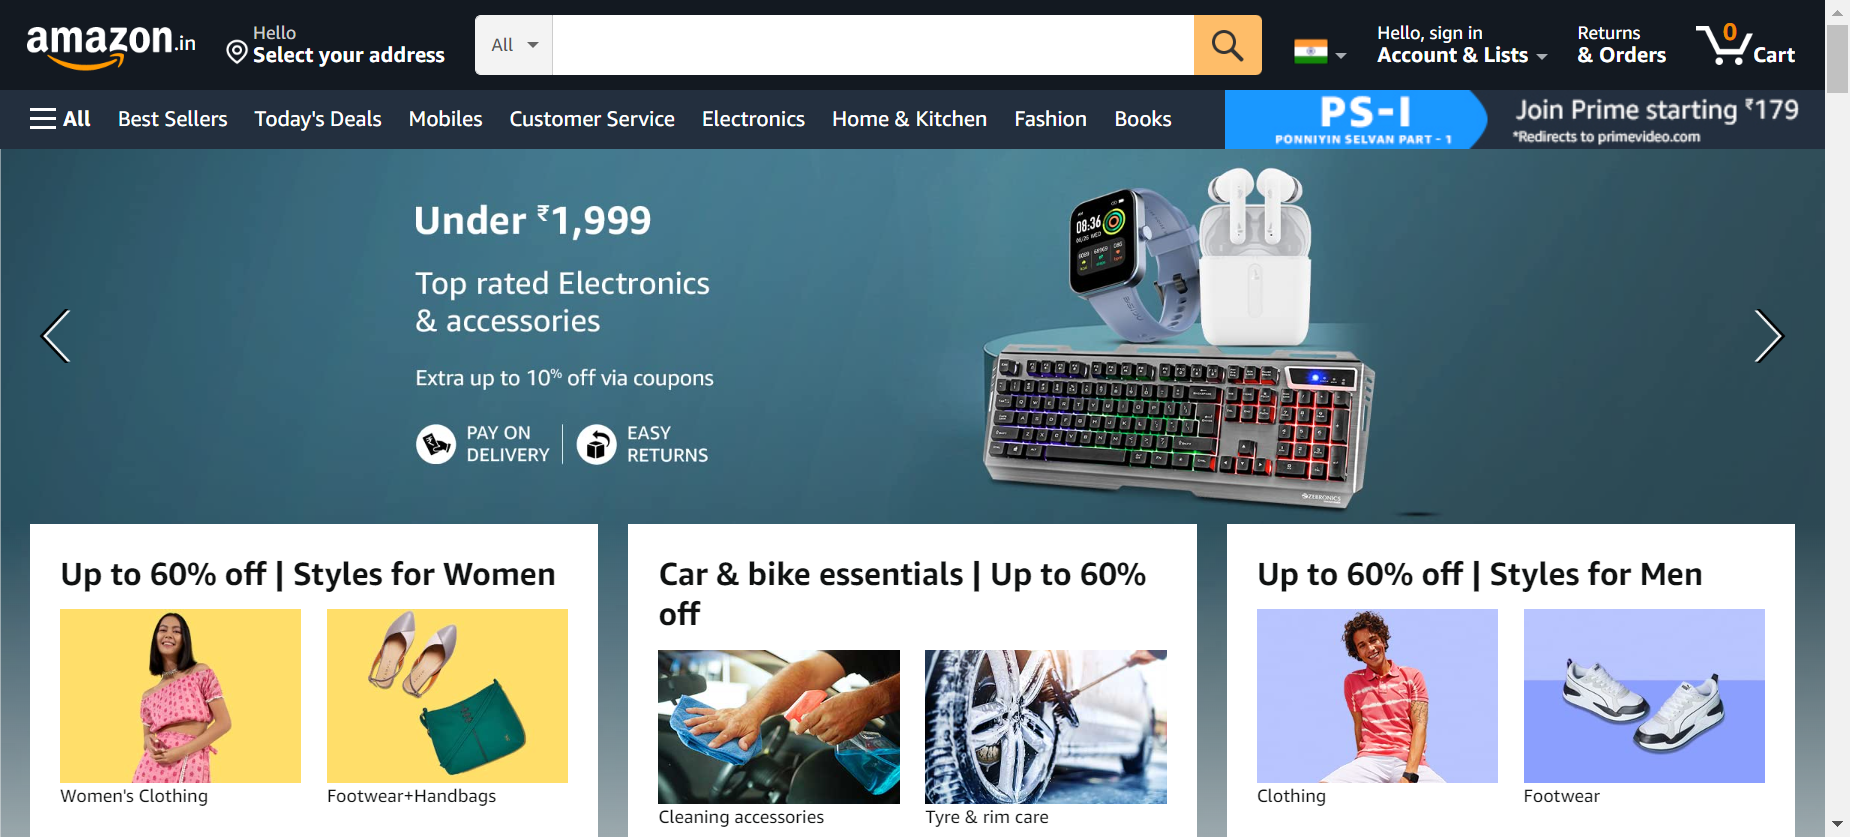 amazon.in
Hello
Select your address
All
Hello, sign in
Account & Lists
Returns
& Orders
0
Cart
All
Best Sellers
Today's Deals
Mobiles
Customer Service
Electronics
Home & Kitchen
Fashion
Books
PS-I
PONNIYIN SELVAN PART - 1
Join Prime starting ₹179
*Redirects to primevideo.com
Under ₹1,999
Top rated Electronics
& accessories
Extra up to 10% off via coupons
PAY ON
DELIVERY
EASY
RETURNS
08:36
ZEBRONICS
Up to 60% off | Styles for Women
Women's Clothing
Footwear+Handbags
Car & bike essentials | Up to 60%
off
Cleaning accessories
Tyre & rim care
Up to 60% off | Styles for Men
Clothing
Footwear